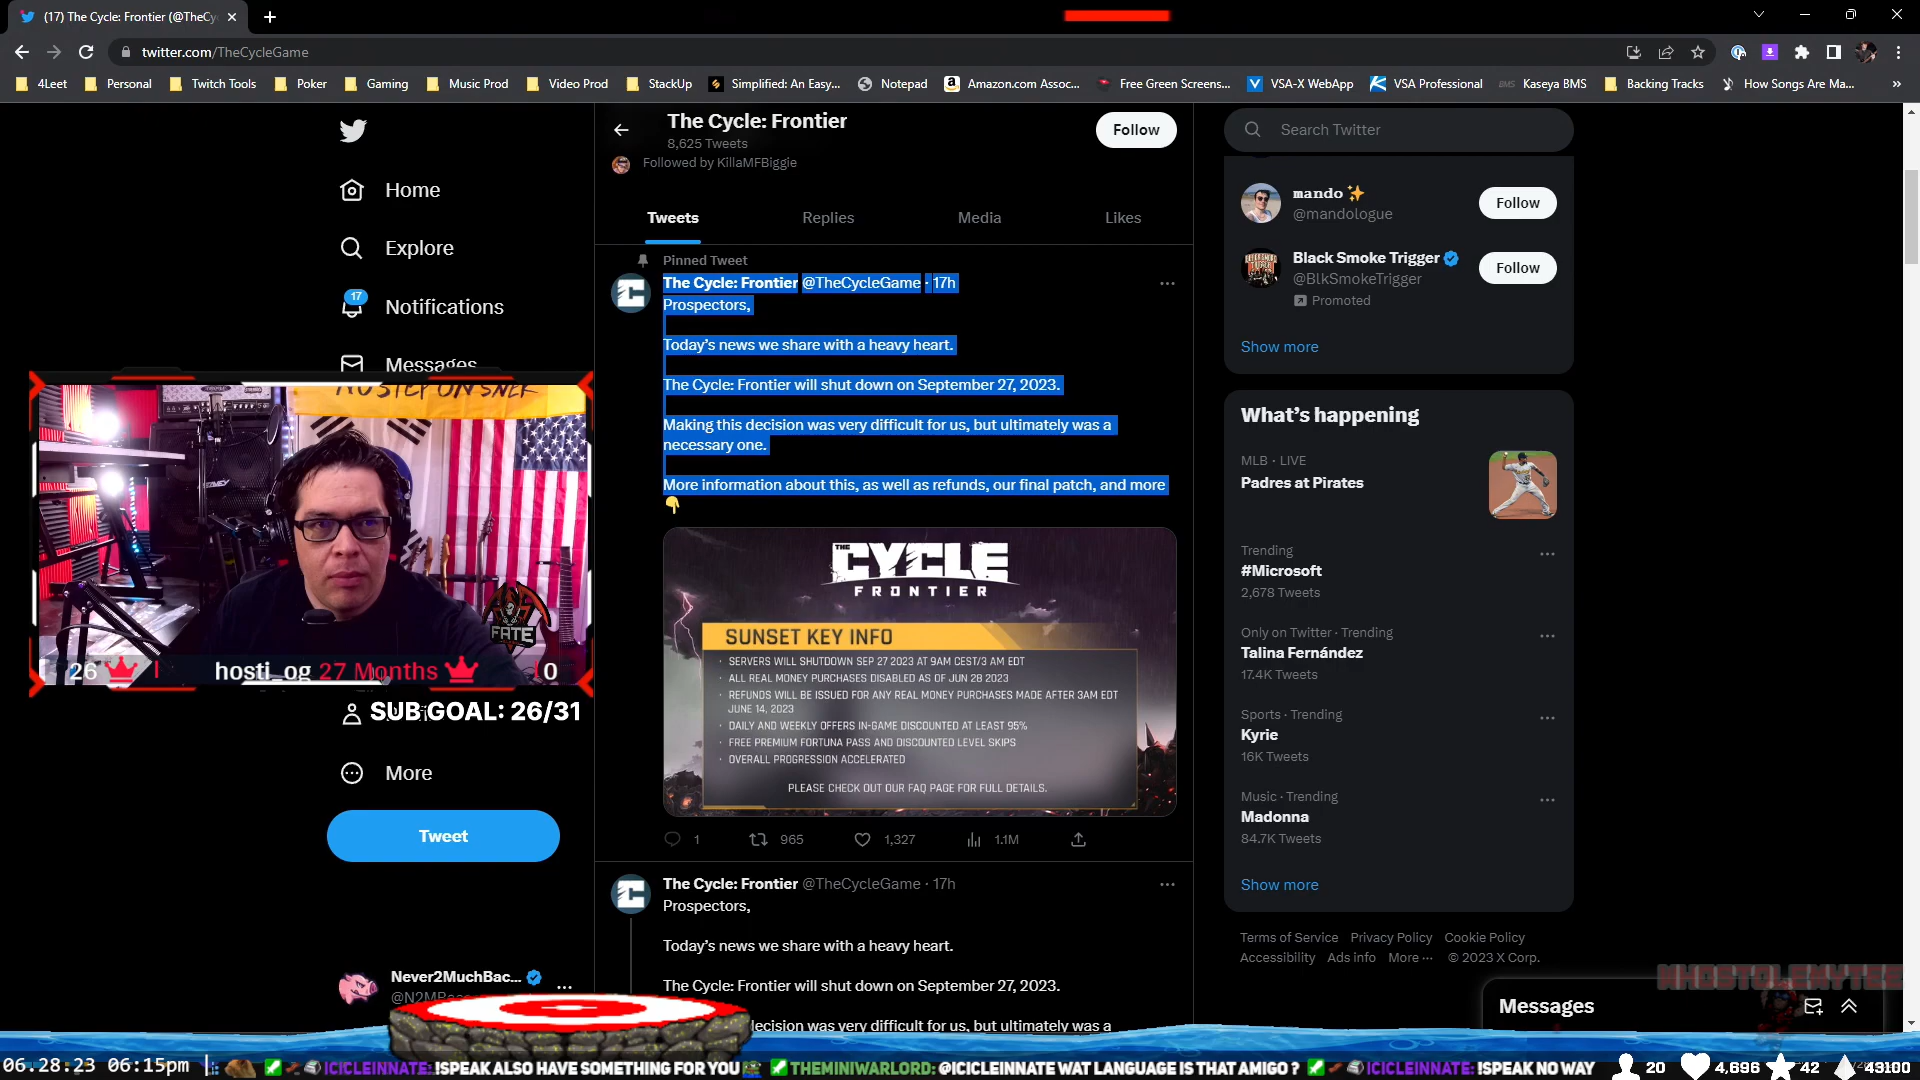 (17) The Cycle: Frontier (@TheCy
twitter.com/TheCycleGame
4Leet
Personal
Twitch Tools
Poker
Gaming
Music Prod
Video Prod
StackUp
Simplified: An Easy...
Notepad
Amazon.com Assoc...
Free Green Screens...
VSA-X WebApp
VSA Professional
BMS
Kaseya BMS
Backing Tracks
How Songs Are Ma...
»
Home
Explore
17
Notifications
Messages
26
hosti_og 27 Months
0
FATE
SUB GOAL: 26/31
More
Tweet
Never2MuchBac...
The Cycle: Frontier
8,625 Tweets
Follow
Followed by KillaMFBiggie
Tweets
Replies
Media
Likes
Pinned Tweet
The Cycle: Frontier @TheCycleGame · 17h
Prospectors,
Today's news we share with a heavy heart.
The Cycle: Frontier will shut down on September 27, 2023.
Making this decision was very difficult for us, but ultimately was a
necessary one.
More information about this, as well as refunds, our final patch, and more
👇
THE
CYCLE
FRONTIER
SUNSET KEY INFO
· SERVERS WILL SHUTDOWN SEP 27 2023 AT 9AM CEST/3 AM EDT
· ALL REAL MONEY PURCHASES DISABLED AS OF JUN 28 2023
· REFUNDS WILL BE ISSUED FOR ANY REAL MONEY PURCHASES MADE AFTER 3AM EDT
JUNE 14, 2023
· DAILY AND WEEKLY OFFERS IN-GAME DISCOUNTED AT LEAST 95%
· FREE PREMIUM FORTUNA PASS AND DISCOUNTED LEVEL SKIPS
· OVERALL PROGRESSION ACCELERATED
PLEASE CHECK OUT OUR FAQ PAGE FOR FULL DETAILS.
1
965
1,327
1.1M
The Cycle: Frontier @TheCycleGame · 17h
Prospectors,
Today's news we share with a heavy heart.
The Cycle: Frontier will shut down on September 27, 2023.
decision was very difficult for us, but ultimately was a
Search Twitter
mando ✨
@mandologue
Follow
Black Smoke Trigger
@BlkSmokeTrigger
Follow
Promoted
Show more
What's happening
MLB · LIVE
Padres at Pirates
Trending
#Microsoft
2,678 Tweets
Only on Twitter · Trending
Talina Fernández
17.4K Tweets
Sports · Trending
Kyrie
16K Tweets
Music · Trending
Madonna
84.7K Tweets
Show more
Terms of Service Privacy Policy Cookie Policy
Accessibility Ads info More ··· © 2023 X Corp.
WHOSTOLEMYTEE
Messages
06.28.23 06:15pm
ICICLEINNATE: !SPEAK ALSO HAVE SOMETHING FOR YOU
THEMINIWARLORD: @ICICLEINNATE WAT LANGUAGE IS THAT AMIGO ?
ICICLEINNATE: !SPEAK NO WAY
20
4,696
42
43100